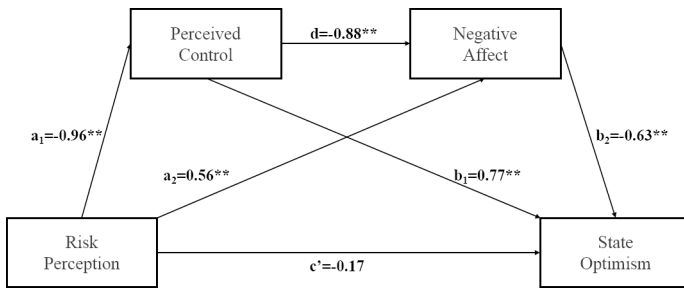 Perceived
Control
d=-0.88**
Negative
Affect
a₁=-0.96**
b₂=-0.63**
a₂=0.56**
b₁=0.77**
Risk
Perception
c’=-0.17
State
Optimism